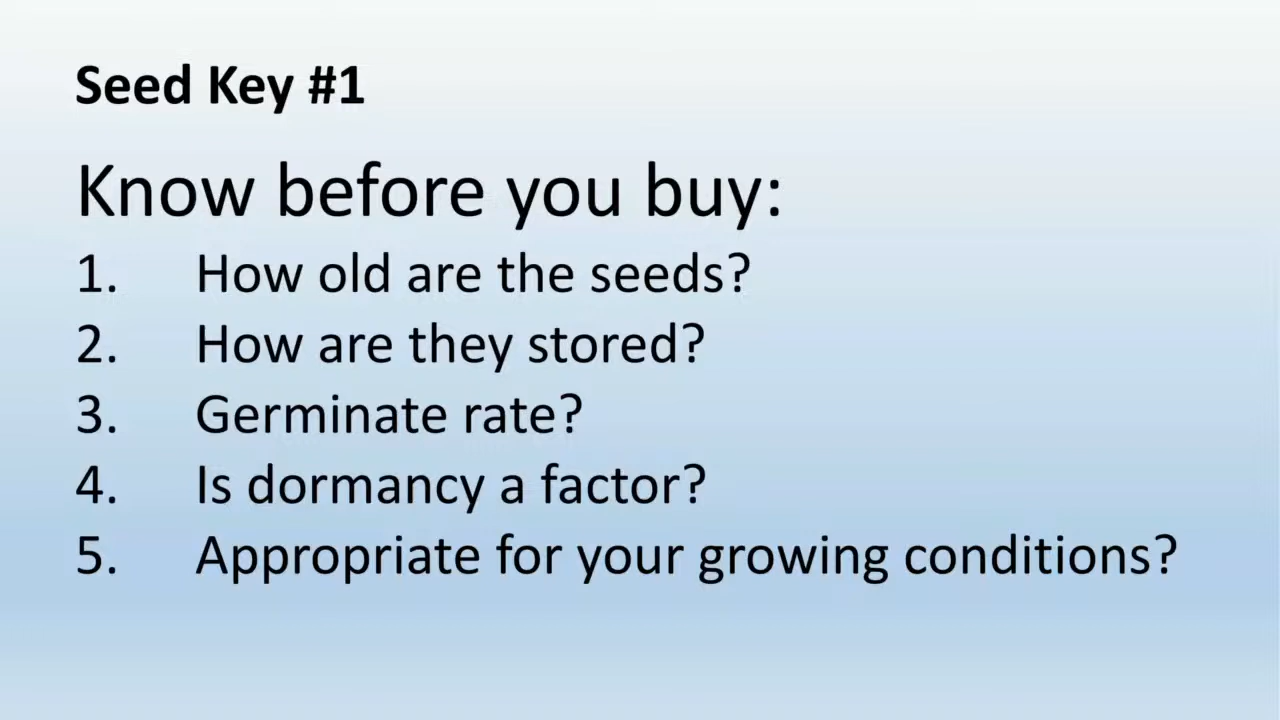 Seed Key #1
Know before you buy:
1. How old are the seeds?
2. How are they stored?
3. Germinate rate?
4. Is dormancy a factor?
5. Appropriate for your growing conditions?